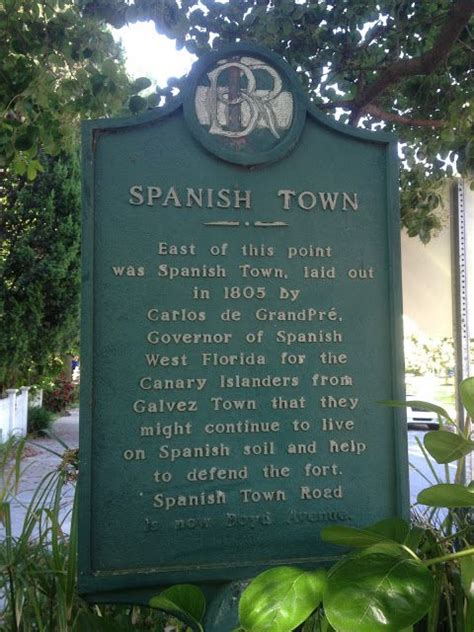 BR
SPANISH TOWN
East of this point
was Spanish Town, laid out
in 1805 by
Carlos de GrandPré,
Governor of Spanish
West Florida for the
Canary Islanders from
Galvez Town that they
might continue to live
on Spanish soil and help
to defend the fort.
Spanish Town Road
is now Boyd Avenue.